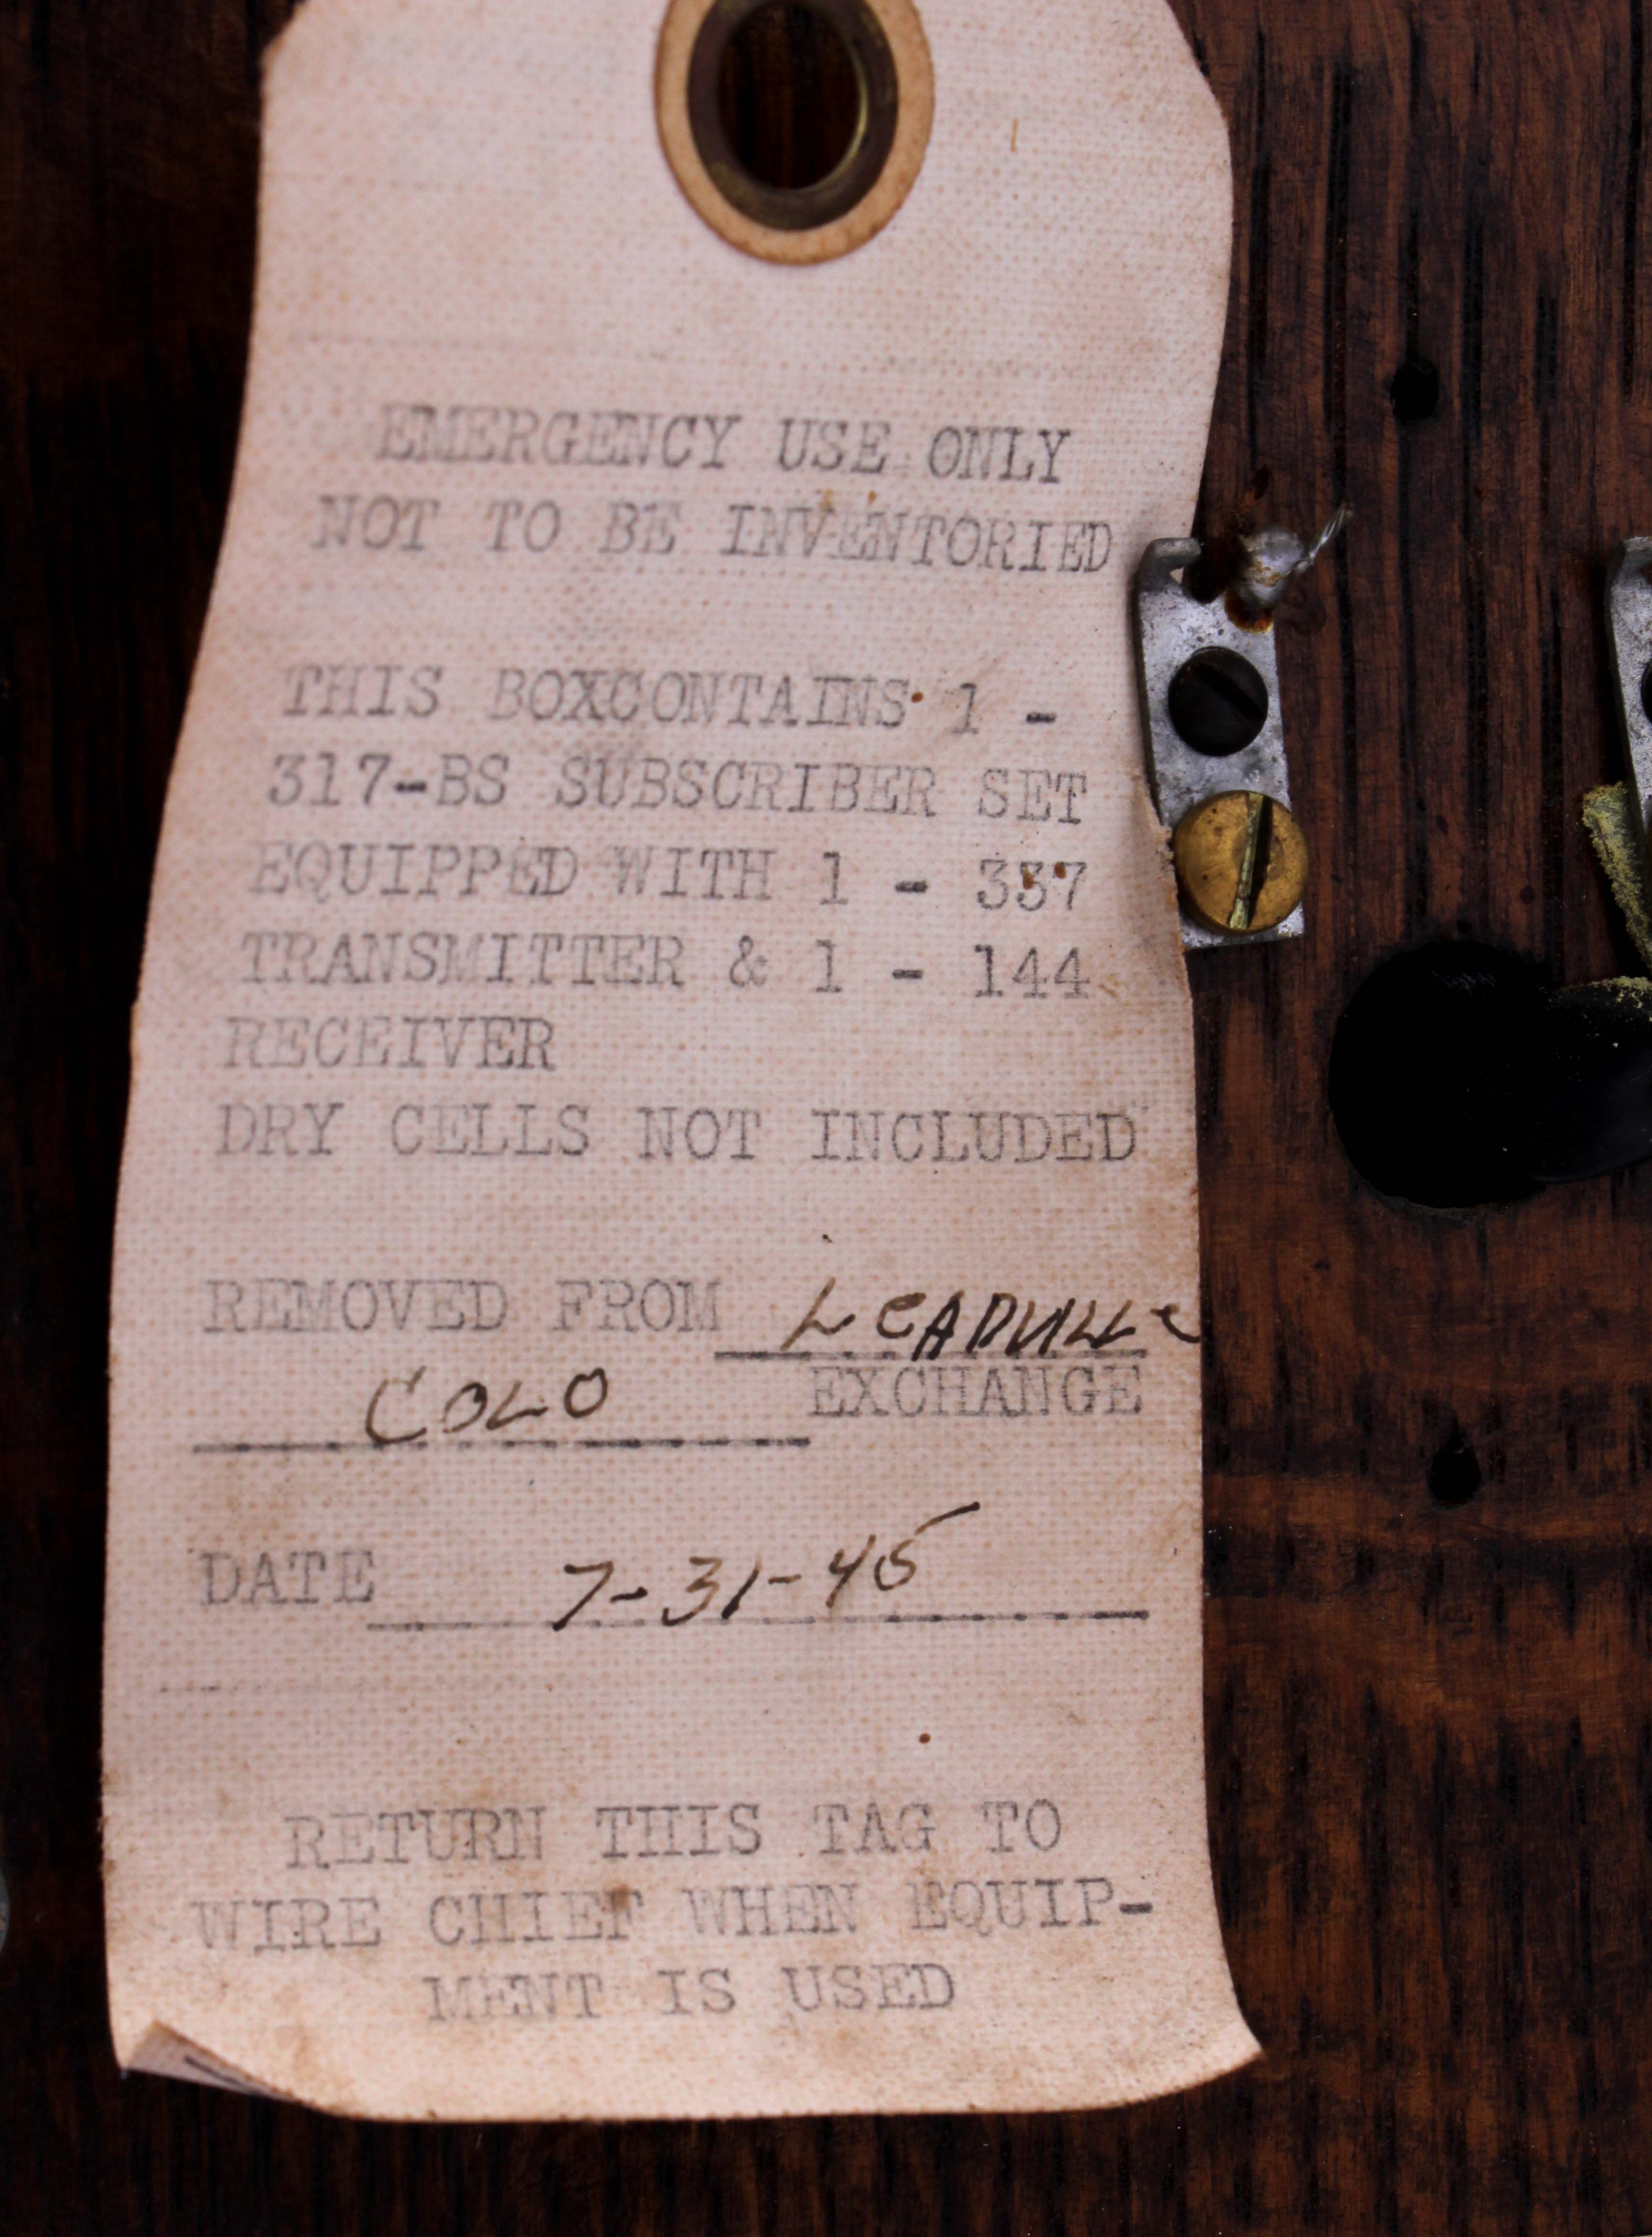 EMERGENCY USE ONLY
NOT TO BE INVENTORIED
THIS BOXCONTAINS 1 -
317-BS SUBSCRIBER SET
EQUIPPED WITH 1 - 337
TRANSMITTER & 1 - 144
RECEIVER
DRY CELLS NOT INCLUDED
REMOVED FROM LeADVILLe
COLO EXCHANGE
DATE 7-31-45
RETURN THIS TAG TO
WIRE CHIEF WHEN EQUIP-
MENT IS USED